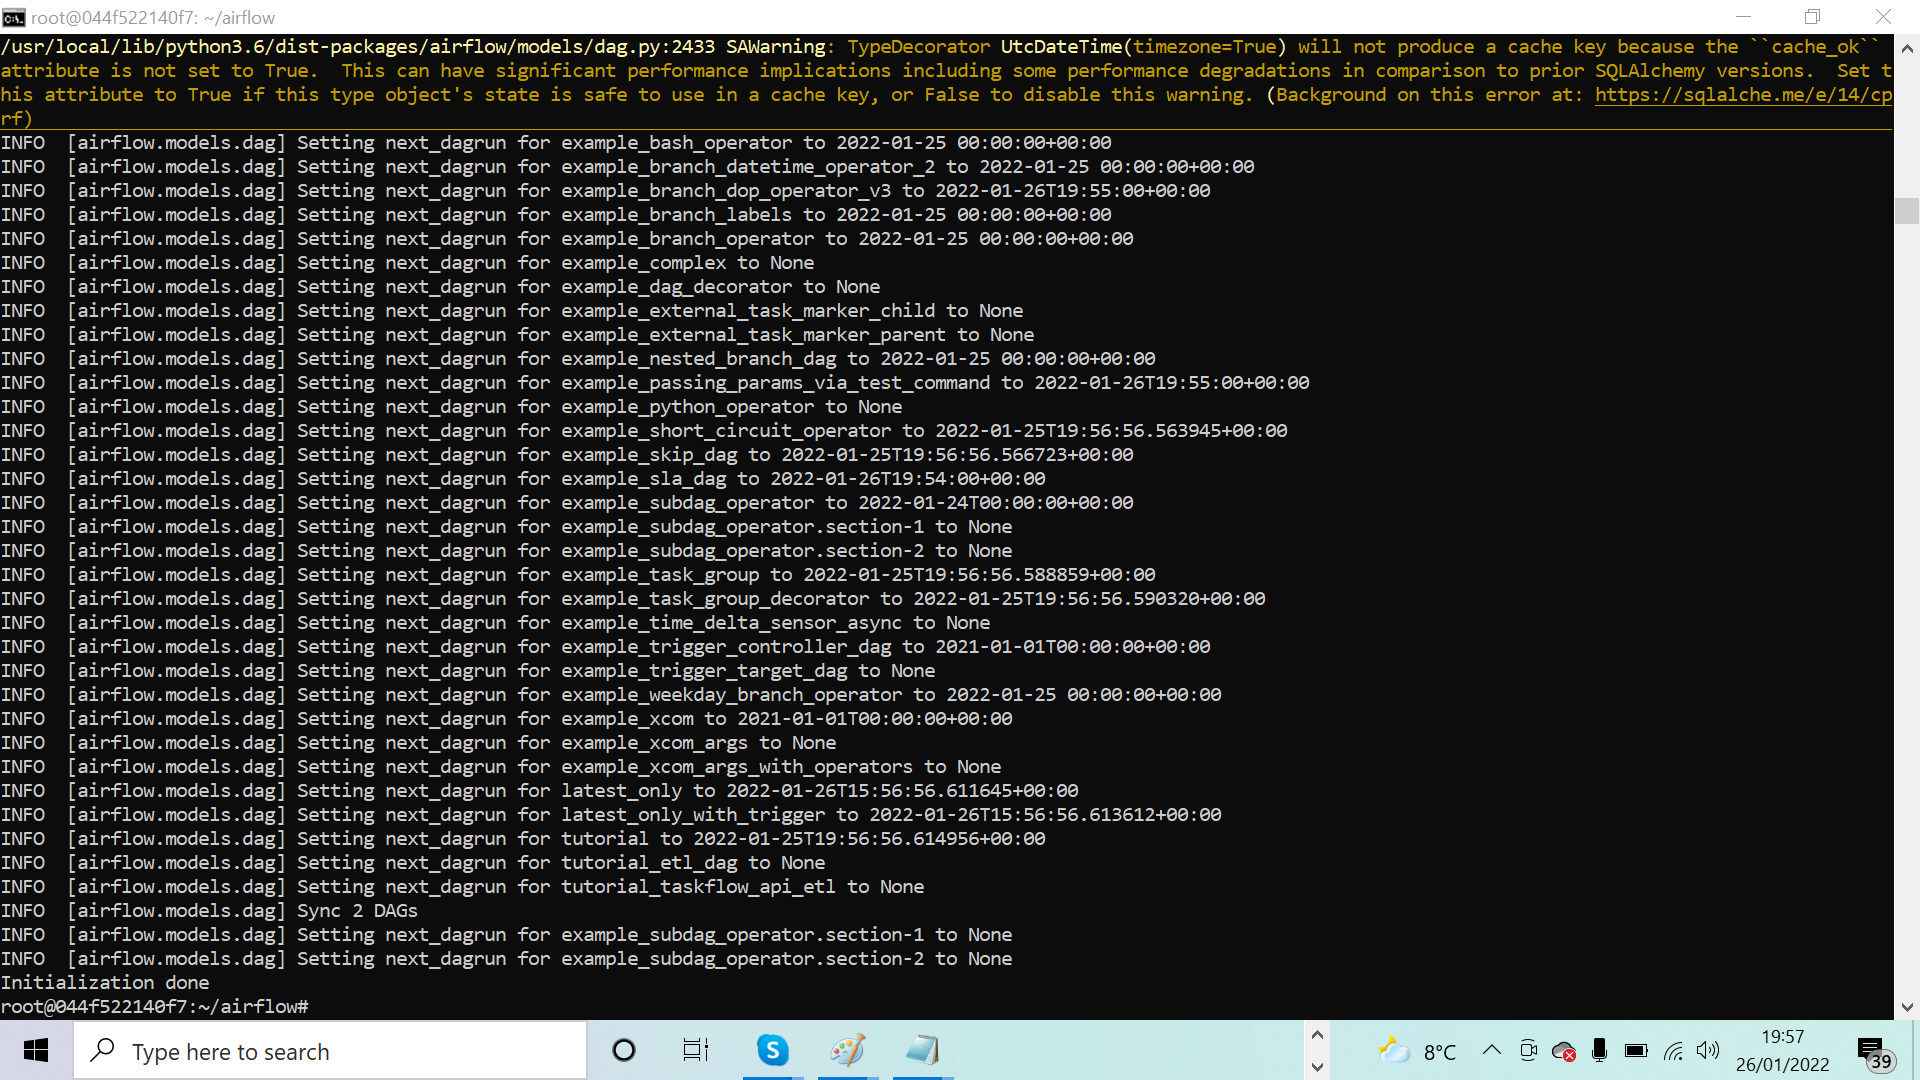 root@044f522140f7: ~/airflow
/usr/local/lib/python3.6/dist-packages/airflow/models/dag.py:2433 SAWarning: TypeDecorator UtcDateTime(timezone=True) will not produce a cache key because the ``cache_ok``
attribute is not set to True.  This can have significant performance implications including some performance degradations in comparison to prior SQLAlchemy versions.  Set t
his attribute to True if this type object's state is safe to use in a cache key, or False to disable this warning. (Background on this error at: https://sqlalche.me/e/14/cp
rf)
INFO  [airflow.models.dag] Setting next_dagrun for example_bash_operator to 2022-01-25 00:00:00+00:00
INFO  [airflow.models.dag] Setting next_dagrun for example_branch_datetime_operator_2 to 2022-01-25 00:00:00+00:00
INFO  [airflow.models.dag] Setting next_dagrun for example_branch_dop_operator_v3 to 2022-01-26T19:55:00+00:00
INFO  [airflow.models.dag] Setting next_dagrun for example_branch_labels to 2022-01-25 00:00:00+00:00
INFO  [airflow.models.dag] Setting next_dagrun for example_branch_operator to 2022-01-25 00:00:00+00:00
INFO  [airflow.models.dag] Setting next_dagrun for example_complex to None
INFO  [airflow.models.dag] Setting next_dagrun for example_dag_decorator to None
INFO  [airflow.models.dag] Setting next_dagrun for example_external_task_marker_child to None
INFO  [airflow.models.dag] Setting next_dagrun for example_external_task_marker_parent to None
INFO  [airflow.models.dag] Setting next_dagrun for example_nested_branch_dag to 2022-01-25 00:00:00+00:00
INFO  [airflow.models.dag] Setting next_dagrun for example_passing_params_via_test_command to 2022-01-26T19:55:00+00:00
INFO  [airflow.models.dag] Setting next_dagrun for example_python_operator to None
INFO  [airflow.models.dag] Setting next_dagrun for example_short_circuit_operator to 2022-01-25T19:56:56.563945+00:00
INFO  [airflow.models.dag] Setting next_dagrun for example_skip_dag to 2022-01-25T19:56:56.566723+00:00
INFO  [airflow.models.dag] Setting next_dagrun for example_sla_dag to 2022-01-26T19:54:00+00:00
INFO  [airflow.models.dag] Setting next_dagrun for example_subdag_operator to 2022-01-24T00:00:00+00:00
INFO  [airflow.models.dag] Setting next_dagrun for example_subdag_operator.section-1 to None
INFO  [airflow.models.dag] Setting next_dagrun for example_subdag_operator.section-2 to None
INFO  [airflow.models.dag] Setting next_dagrun for example_task_group to 2022-01-25T19:56:56.588859+00:00
INFO  [airflow.models.dag] Setting next_dagrun for example_task_group_decorator to 2022-01-25T19:56:56.590320+00:00
INFO  [airflow.models.dag] Setting next_dagrun for example_time_delta_sensor_async to None
INFO  [airflow.models.dag] Setting next_dagrun for example_trigger_controller_dag to 2021-01-01T00:00:00+00:00
INFO  [airflow.models.dag] Setting next_dagrun for example_trigger_target_dag to None
INFO  [airflow.models.dag] Setting next_dagrun for example_weekday_branch_operator to 2022-01-25 00:00:00+00:00
INFO  [airflow.models.dag] Setting next_dagrun for example_xcom to 2021-01-01T00:00:00+00:00
INFO  [airflow.models.dag] Setting next_dagrun for example_xcom_args to None
INFO  [airflow.models.dag] Setting next_dagrun for example_xcom_args_with_operators to None
INFO  [airflow.models.dag] Setting next_dagrun for latest_only to 2022-01-26T15:56:56.611645+00:00
INFO  [airflow.models.dag] Setting next_dagrun for latest_only_with_trigger to 2022-01-26T15:56:56.613612+00:00
INFO  [airflow.models.dag] Setting next_dagrun for tutorial to 2022-01-25T19:56:56.614956+00:00
INFO  [airflow.models.dag] Setting next_dagrun for tutorial_etl_dag to None
INFO  [airflow.models.dag] Setting next_dagrun for tutorial_taskflow_api_etl to None
INFO  [airflow.models.dag] Sync 2 DAGs
INFO  [airflow.models.dag] Setting next_dagrun for example_subdag_operator.section-1 to None
INFO  [airflow.models.dag] Setting next_dagrun for example_subdag_operator.section-2 to None
Initialization done
root@044f522140f7:~/airflow#
Type here to search
8°C
19:57
26/01/2022
39